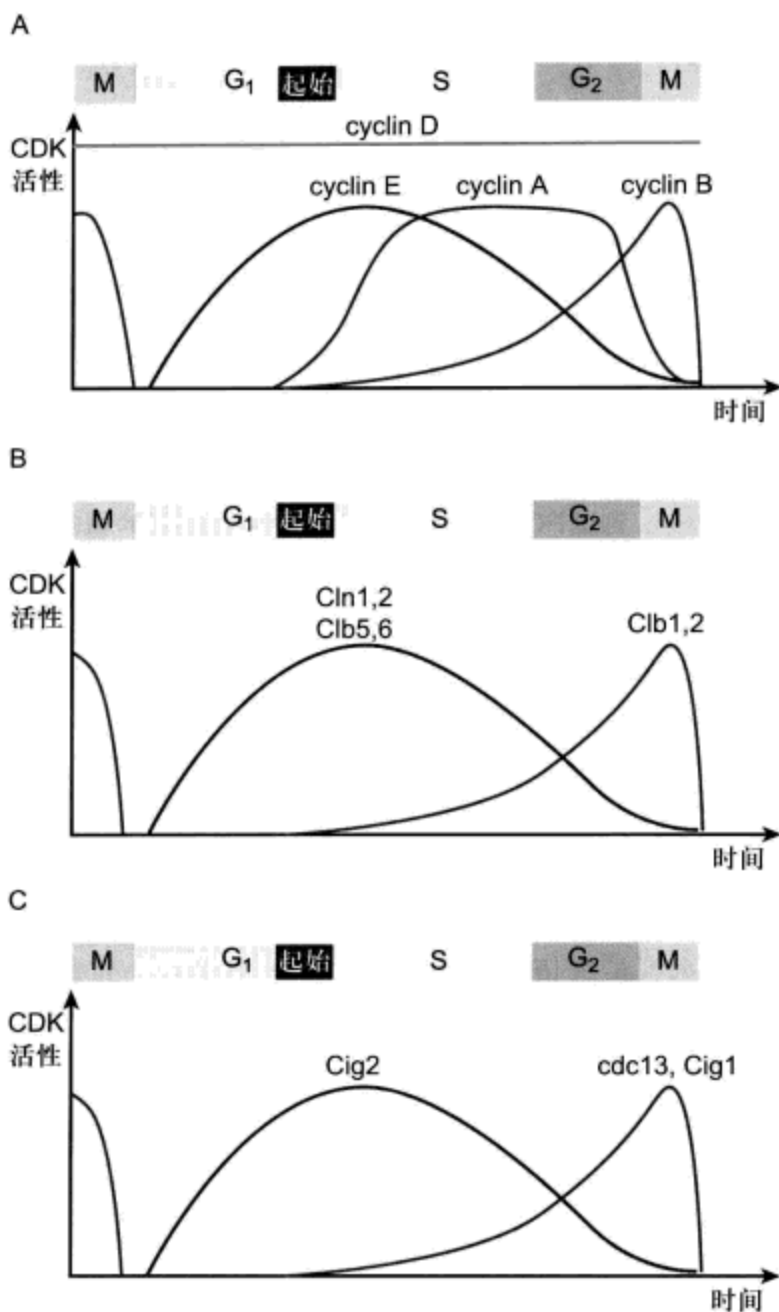 A
M G₁ 起始 S G₂ M
CDK
活性
cyclin D
cyclin E cyclin A cyclin B
时间
B
M G₁ 起始 S G₂ M
CDK
活性
Cln1,2
Clb5,6
Clb1,2
时间
C
M G₁ 起始 S G₂ M
CDK
活性
Cig2
cdc13, Cig1
时间